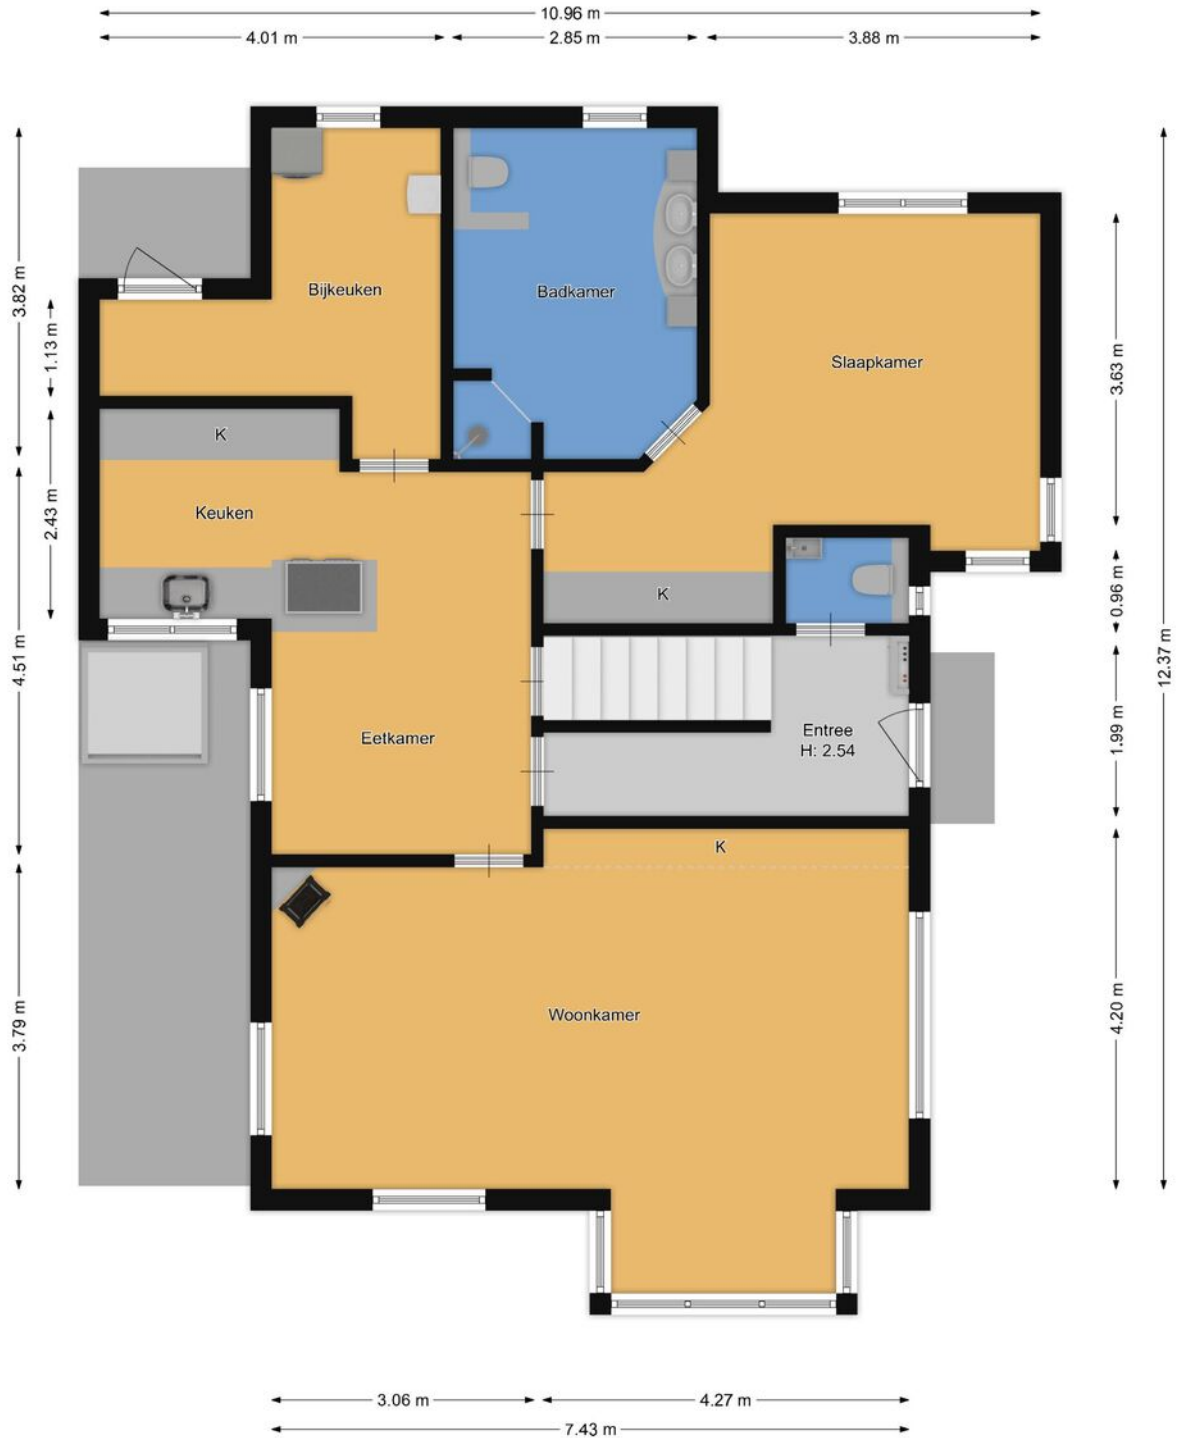 10.96 m
4.01 m
2.85 m
3.88 m
3.82 m
1.13 m
2.43 m
4.51 m
3.79 m
Bijkeuken
Badkamer
Slaapkamer
K
Keuken
K
Eetkamer
Entree
H: 2.54
K
Woonkamer
3.63 m
0.96 m
1.99 m
4.20 m
12.37 m
3.06 m
4.27 m
7.43 m